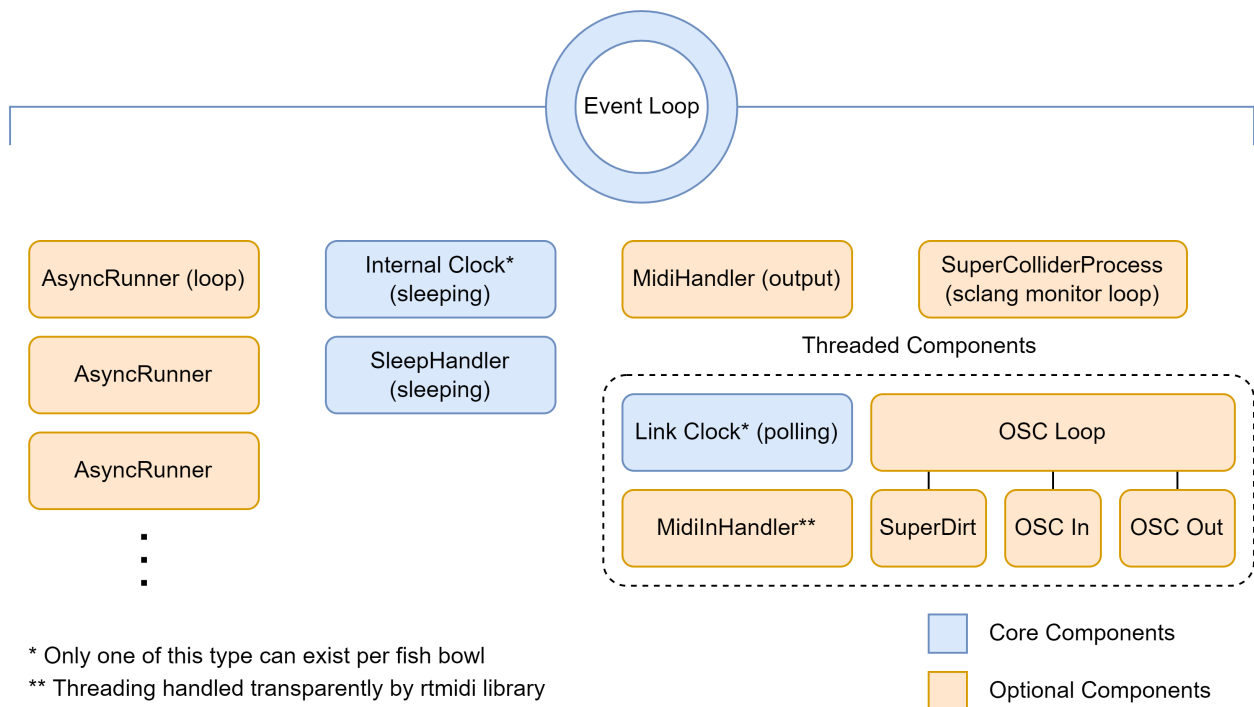 Event Loop
AsyncRunner (loop)
Internal Clock*
(sleeping)
MidiHandler (output)
SuperColliderProcess
(sclang monitor loop)
AsyncRunner
SleepHandler
(sleeping)
Threaded Components
AsyncRunner
Link Clock* (polling)
OSC Loop
MidiInHandler**
SuperDirt
OSC In
OSC Out
* Only one of this type can exist per fish bowl
** Threading handled transparently by rtmidi library
Core Components
Optional Components